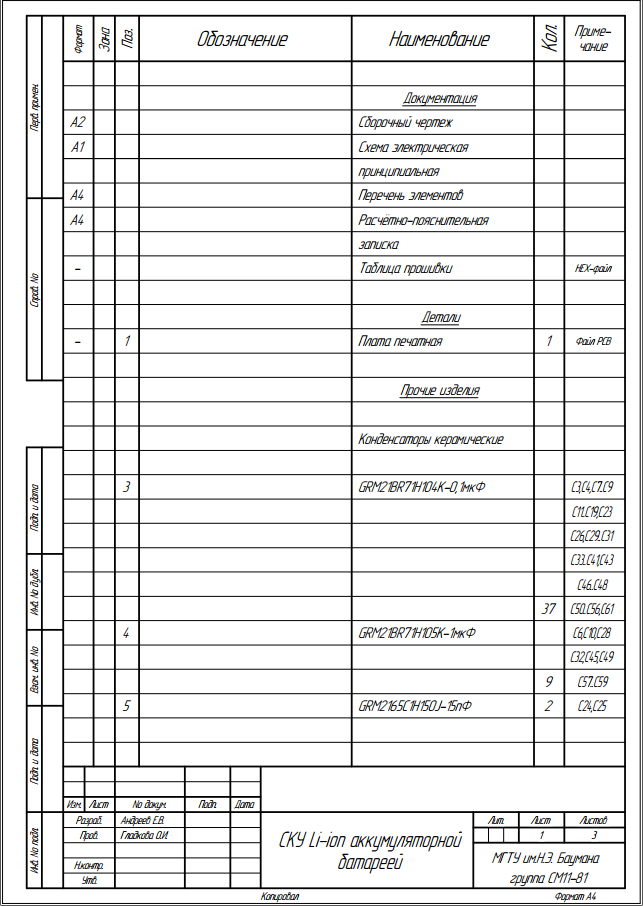 Формат Зона Поз. Обозначение Наименование Кол. Приме-
чание
Перв. примен.
Документация
А2 Сборочный чертеж
А1 Схема электрическая
принципиальная
А4 Перечень элементов
А4 Расчётно-пояснительная
записка
Справ. No
- Таблица прошивки HEX-файл
Детали
- 1 Плата печатная 1 Файл PCB
Прочие изделия
Конденсаторы керамические
Подп. и дата
3 GRM21BR71H104K-0,1мкФ C3,C4,C7..C9
C11..C19,C23
C26,C29..C31
C33..C41,C43
Инв. No дубл.
C46..C48
37 C50..C56,C61
4 GRM21BR71H105K-1мкФ C6,C10,C28
Взам. инв. No
C32,C45,C49
9 C57..C59
5 GRM2165C1H150J-15пФ 2 C24,C25
Подп. и дата
Изм. Лист No докум. Подп. Дата
Разраб. Андреев Е.В.
Пров. Гладкова О.И.
Н.контр.
Утв.
Инв. No подл.
СКУ Li-ion аккумуляторной
батареей
Лит. Лист Листов
1 3
МГТУ им.Н.Э. Баумана
группа СМ11-81
Копировал Формат А4